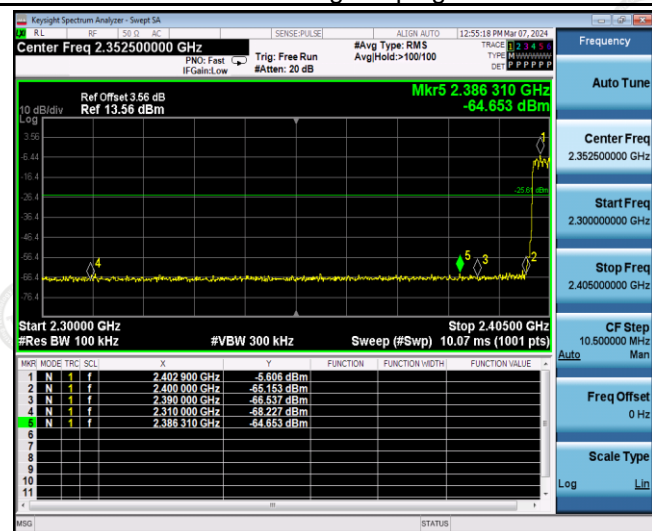 Keysight Spectrum Analyzer - Swept SA
RL RF 50 Ω AC SENSE:PULSE ALIGN AUTO 12:55:18 PM Mar 07, 2024
Center Freq 2.352500000 GHz
PNO: Fast
IFGain:Low
Trig: Free Run
#Atten: 20 dB
#Avg Type: RMS
Avg|Hold:>100/100
TRACE 1 2 3 4 5 6
TYPE M
DET P P P P P P
Ref Offset 3.56 dB
Ref 13.56 dBm
10 dB/div
Log
Mkr5 2.386 310 GHz
-64.653 dBm
3.56
-6.44
-16.4
-26.4
-36.4
-46.4
-56.4
-66.4
-76.4
-25.61 dBm
1
2
3
4
5
Start 2.30000 GHz
Stop 2.40500 GHz
#Res BW 100 kHz
#VBW 300 kHz
Sweep (#Swp) 10.07 ms (1001 pts)
MKR MODE TRC SCL X Y FUNCTION FUNCTION WIDTH FUNCTION VALUE
1 N 1 f 2.402 900 GHz -5.606 dBm
2 N 1 f 2.400 000 GHz -65.153 dBm
3 N 1 f 2.390 000 GHz -66.537 dBm
4 N 1 f 2.310 000 GHz -68.227 dBm
5 N 1 f 2.386 310 GHz -64.653 dBm
6
7
8
9
10
11
MSG
STATUS
Frequency
Auto Tune
Center Freq
2.352500000 GHz
Start Freq
2.300000000 GHz
Stop Freq
2.405000000 GHz
CF Step
10.500000 MHz
Auto Man
Freq Offset
0 Hz
Scale Type
Log Lin